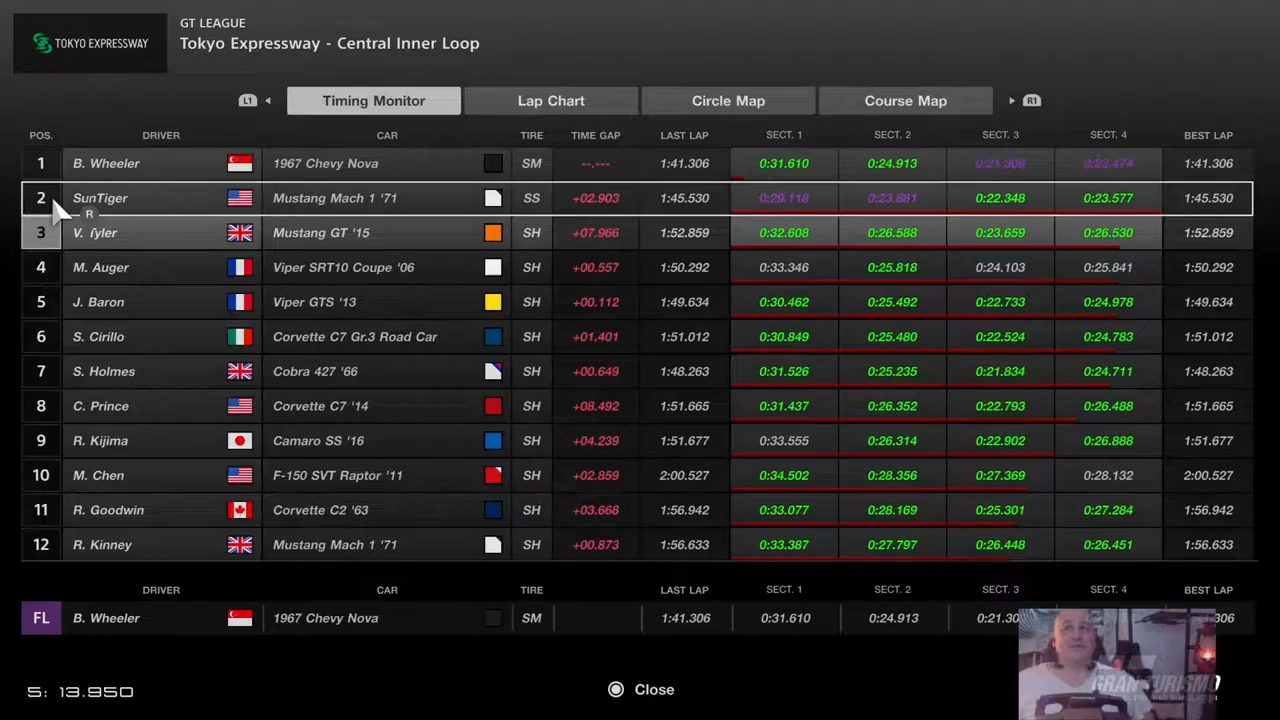 GT LEAGUE
TOKYO EXPRESSWAY
Tokyo Expressway - Central Inner Loop
L1 Timing Monitor Lap Chart Circle Map Course Map R1
POS. DRIVER CAR TIRE TIME GAP LAST LAP SECT. 1 SECT. 2 SECT. 3 SECT. 4 BEST LAP
1 B. Wheeler 1967 Chevy Nova SM --.--- 1:41.306 0:31.610 0:24.913 0:23.474 1:41.306
2 SunTiger Mustang Mach 1 '71 SS +02.903 1:45.530 0:29.118 0:23.881 0:22.348 0:23.577 1:45.530
R
3 V. Tyler Mustang GT '15 SH +07.966 1:52.859 0:32.608 0:26.588 0:23.659 0:26.530 1:52.859
4 M. Auger Viper SRT10 Coupe '06 SH +00.557 1:50.292 0:33.346 0:25.818 0:24.103 0:25.841 1:50.292
5 J. Baron Viper GTS '13 SH +00.112 1:49.634 0:30.462 0:25.492 0:22.733 0:24.978 1:49.634
6 S. Cirillo Corvette C7 Gr.3 Road Car SH +01.401 1:51.012 0:30.849 0:25.480 0:22.524 0:24.783 1:51.012
7 S. Holmes Cobra 427 '66 SH +00.649 1:48.263 0:31.526 0:25.235 0:21.834 0:24.711 1:48.263
8 C. Prince Corvette C7 '14 SH +08.492 1:51.665 0:31.437 0:26.352 0:22.793 0:26.488 1:51.665
9 R. Kijima Camaro SS '16 SH +04.239 1:51.677 0:33.555 0:26.314 0:22.902 0:26.888 1:51.677
10 M. Chen F-150 SVT Raptor '11 SH +02.859 2:00.527 0:34.502 0:28.356 0:27.369 0:28.132 2:00.527
11 R. Goodwin Corvette C2 '63 SH +03.668 1:56.942 0:33.077 0:28.169 0:25.301 0:27.284 1:56.942
12 R. Kinney Mustang Mach 1 '71 SH +00.873 1:56.633 0:33.387 0:27.797 0:26.448 0:26.451 1:56.633
DRIVER CAR TIRE LAST LAP SECT. 1 SECT. 2 SECT. 3 SECT. 4 BEST LAP
FL B. Wheeler 1967 Chevy Nova SM 1:41.306 0:31.610 0:24.913
5: 13.950 Close GRAN TURISMO